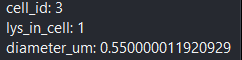 cell_id: 3
lys_in_cell: 1
diameter_um: 0.550000011920929